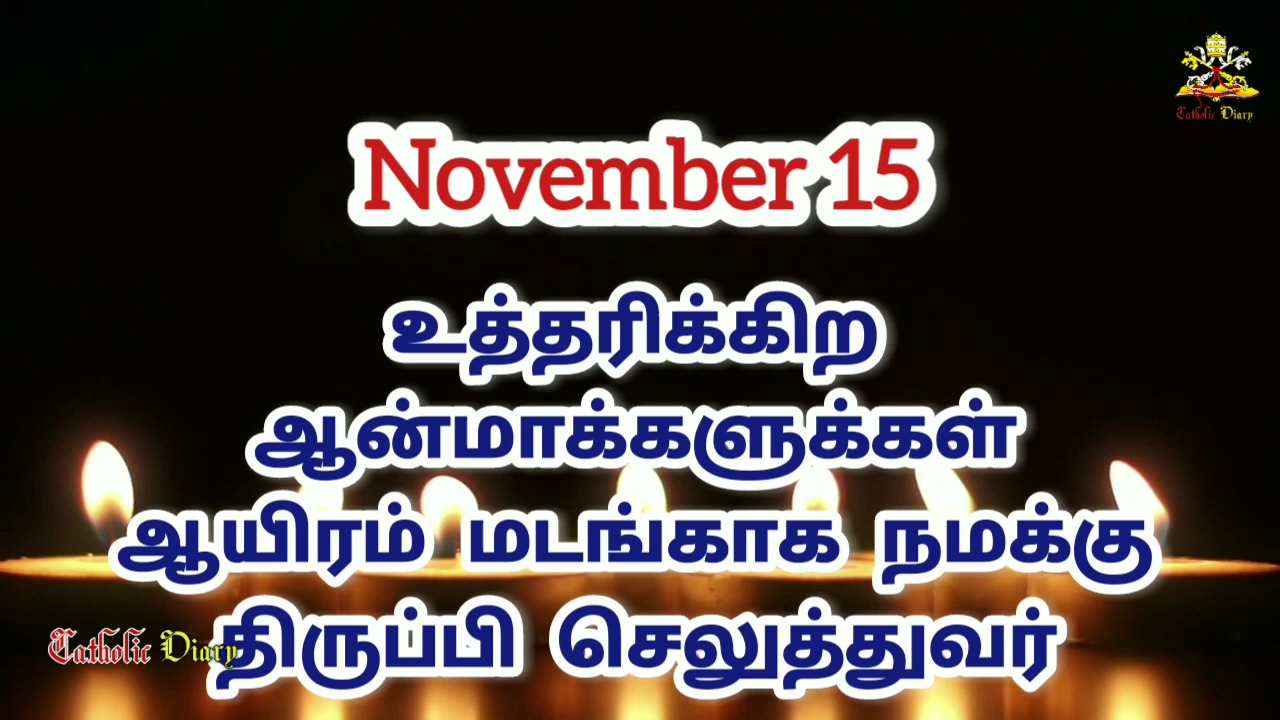 Catholic Diary
November 15
உத்தரிக்கிற
ஆன்மாக்களுக்கள்
ஆயிரம் மடங்காக நமக்கு
திருப்பி செலுத்துவர்
Catholic Diary